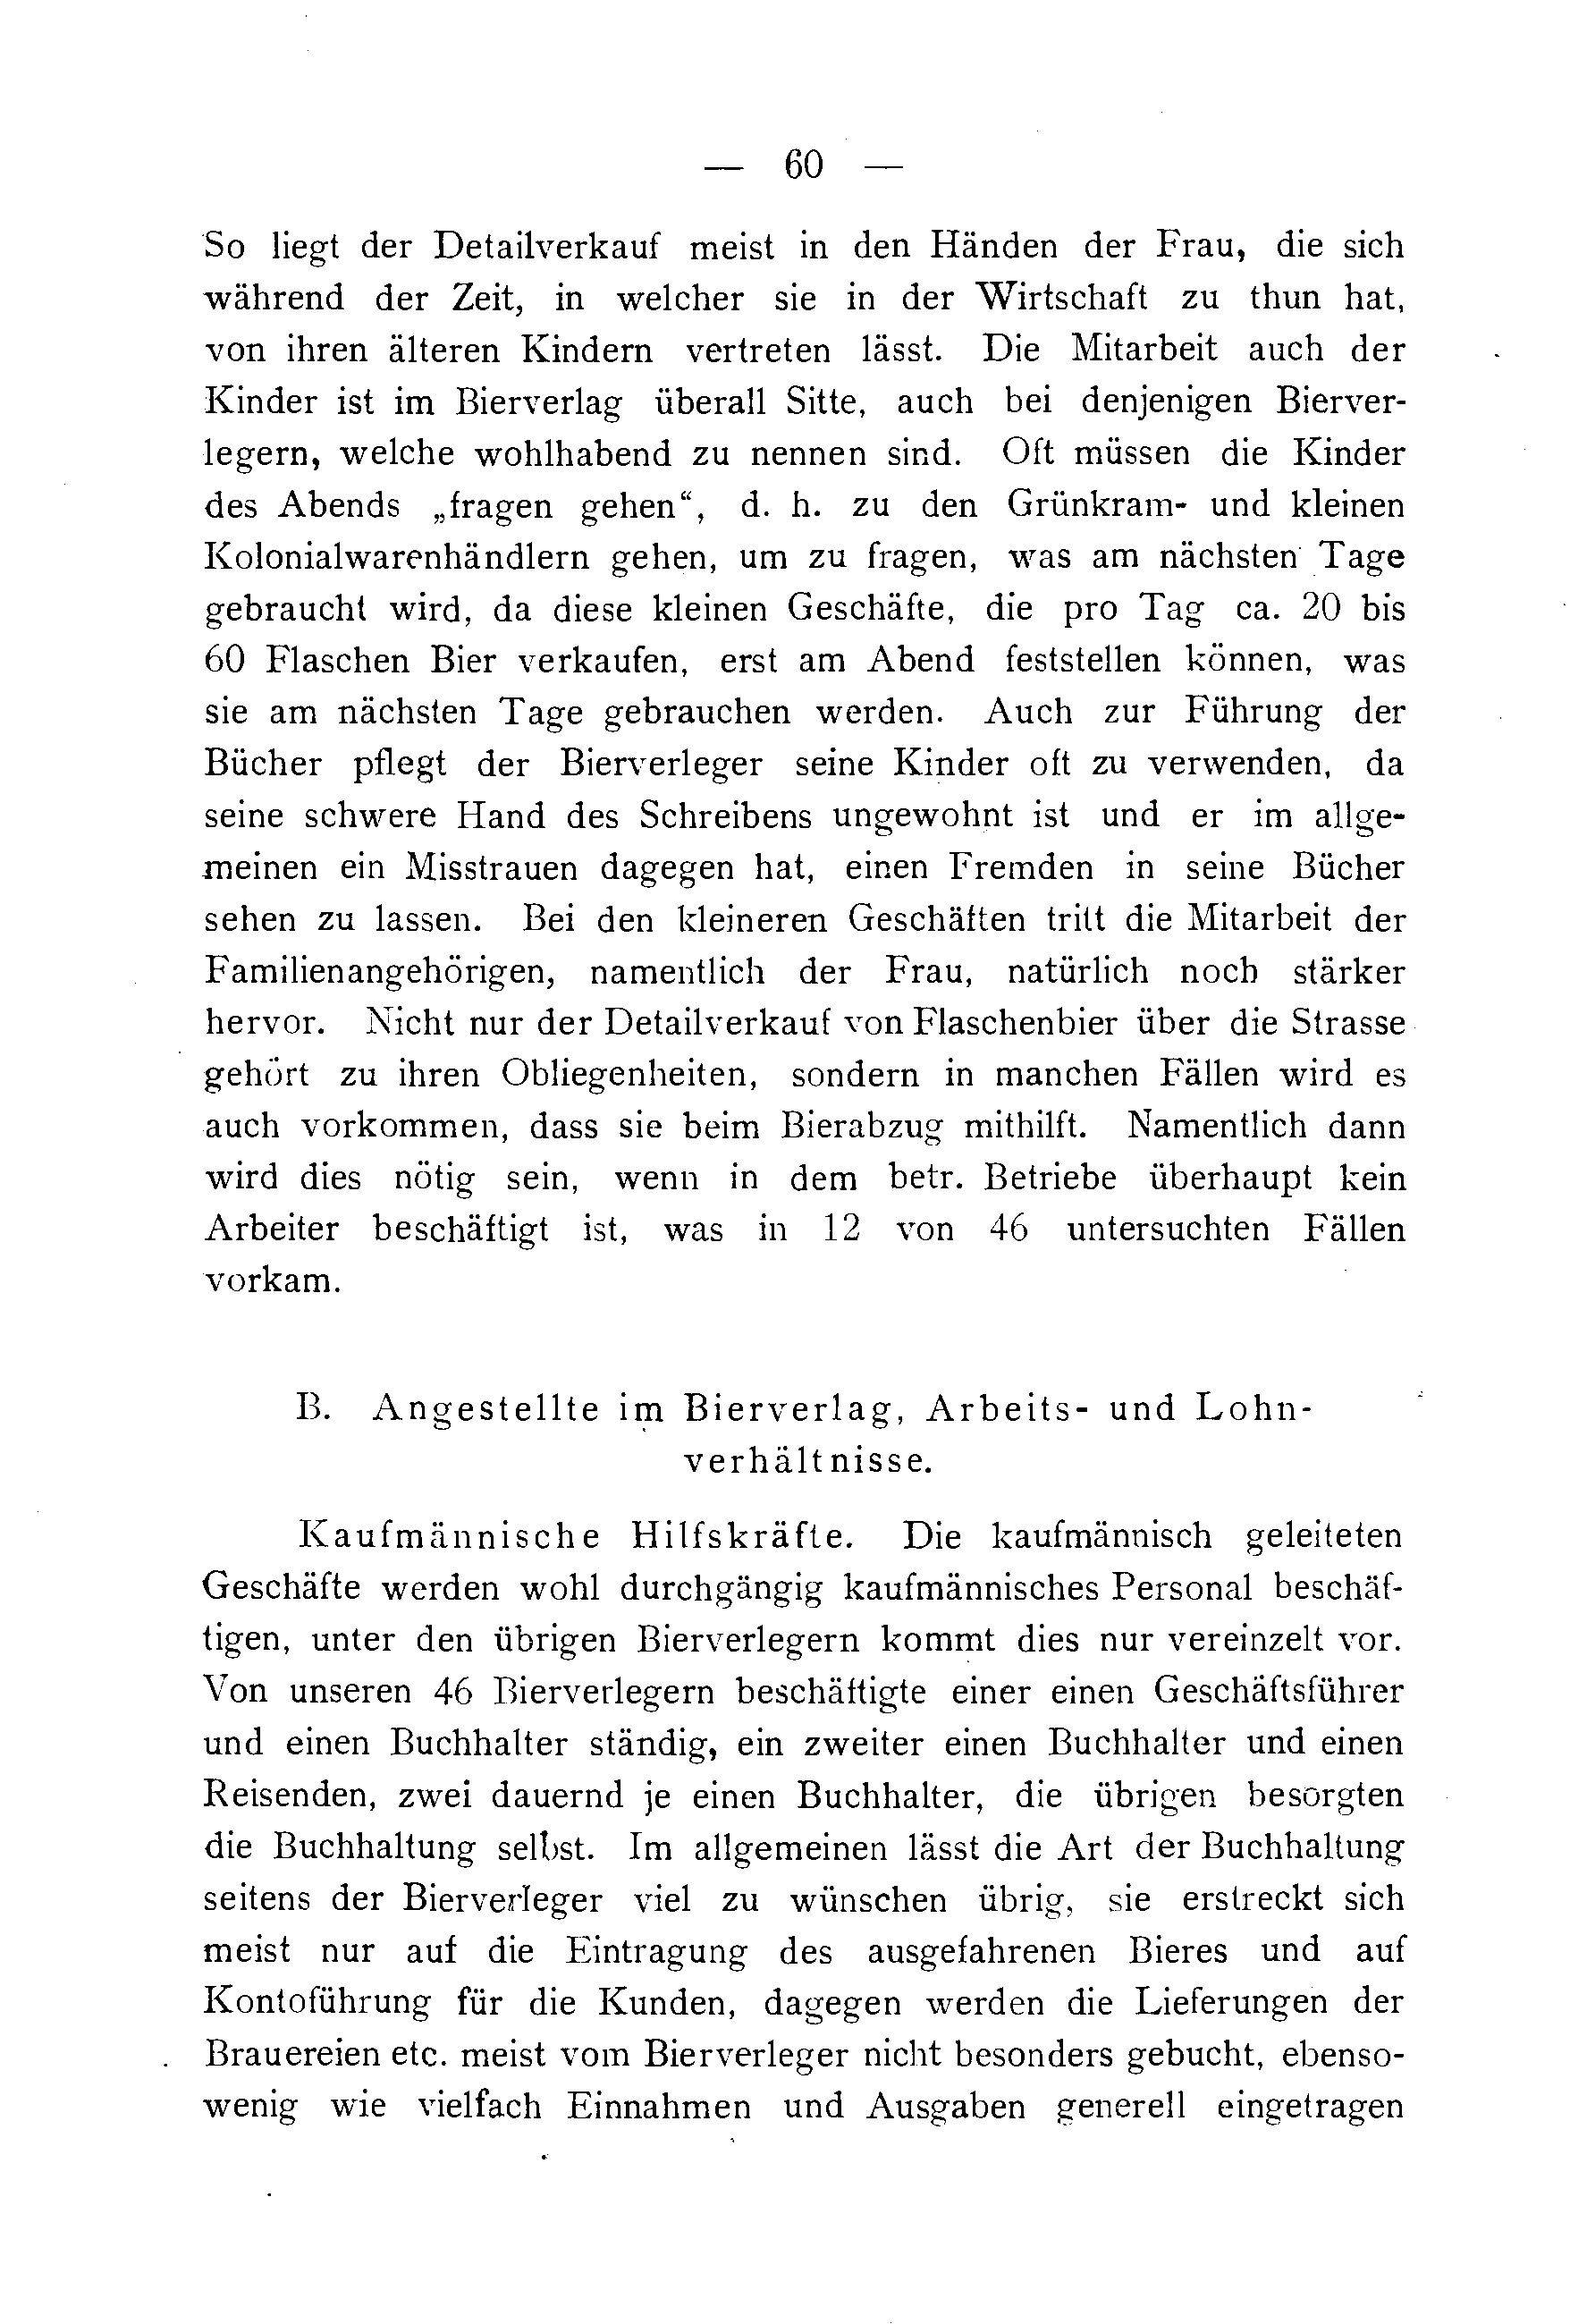 — 60 —
So liegt der Detailverkauf meist in den Händen der Frau, die sich
während der Zeit, in welcher sie in der Wirtschaft zu thun hat,
von ihren älteren Kindern vertreten lässt. Die Mitarbeit auch der
Kinder ist im Bierverlag überall Sitte, auch bei denjenigen Bierver-
legern, welche wohlhabend zu nennen sind. Oft müssen die Kinder
des Abends „fragen gehen“, d. h. zu den Grünkram- und kleinen
Kolonialwarenhändlern gehen, um zu fragen, was am nächsten Tage
gebraucht wird, da diese kleinen Geschäfte, die pro Tag ca. 20 bis
60 Flaschen Bier verkaufen, erst am Abend feststellen können, was
sie am nächsten Tage gebrauchen werden. Auch zur Führung der
Bücher pflegt der Bierverleger seine Kinder oft zu verwenden, da
seine schwere Hand des Schreibens ungewohnt ist und er im allge-
meinen ein Misstrauen dagegen hat, einen Fremden in seine Bücher
sehen zu lassen. Bei den kleineren Geschäften tritt die Mitarbeit der
Familienangehörigen, namentlich der Frau, natürlich noch stärker
hervor. Nicht nur der Detailverkauf von Flaschenbier über die Strasse
gehört zu ihren Obliegenheiten, sondern in manchen Fällen wird es
auch vorkommen, dass sie beim Bierabzug mithilft. Namentlich dann
wird dies nötig sein, wenn in dem betr. Betriebe überhaupt kein
Arbeiter beschäftigt ist, was in 12 von 46 untersuchten Fällen
vorkam.
B. Angestellte im Bierverlag, Arbeits- und Lohn-
verhältnisse.
Kaufmännische Hilfskräfte. Die kaufmännisch geleiteten
Geschäfte werden wohl durchgängig kaufmännisches Personal beschäf-
tigen, unter den übrigen Bierverlegern kommt dies nur vereinzelt vor.
Von unseren 46 Bierverlegern beschäftigte einer einen Geschäftsführer
und einen Buchhalter ständig, ein zweiter einen Buchhalter und einen
Reisenden, zwei dauernd je einen Buchhalter, die übrigen besorgten
die Buchhaltung selbst. Im allgemeinen lässt die Art der Buchhaltung
seitens der Bierverleger viel zu wünschen übrig, sie erstreckt sich
meist nur auf die Eintragung des ausgefahrenen Bieres und auf
Kontoführung für die Kunden, dagegen werden die Lieferungen der
Brauereien etc. meist vom Bierverleger nicht besonders gebucht, ebenso-
wenig wie vielfach Einnahmen und Ausgaben generell eingetragen